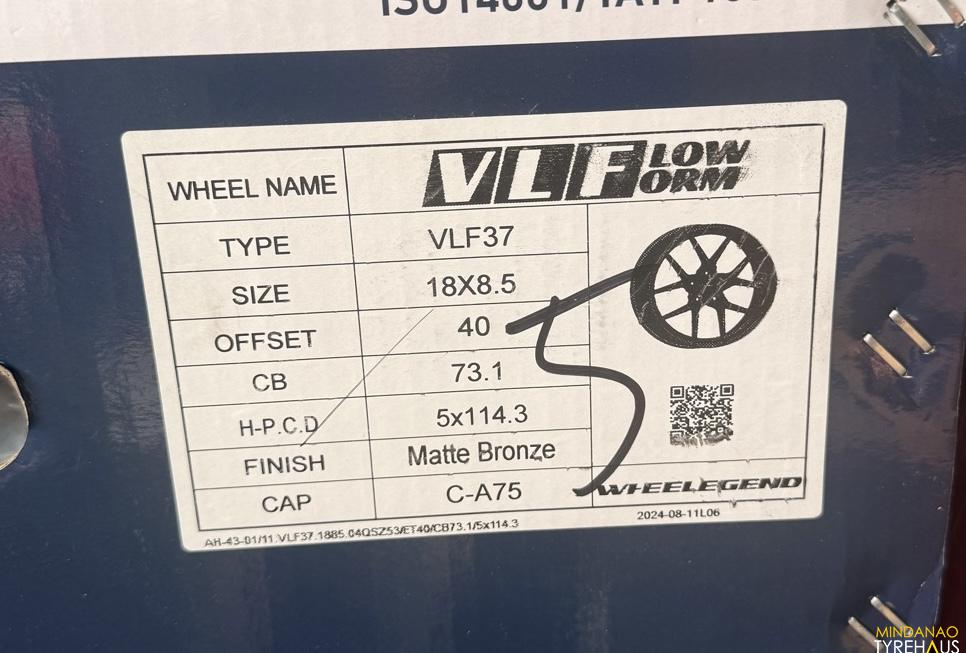 WHEEL NAME VLF LOW ORM
TYPE VLF37
SIZE 18X8.5
OFFSET 40
CB 73.1
H-P.C.D 5x114.3
FINISH Matte Bronze
CAP C-A75
WHEELEGEND
AH-43-01/11.VLF37.1885.04QSZ53/ET40/CB73.1/5x114.3
2024-08-11L06
MINDANAO
TYREHAUS